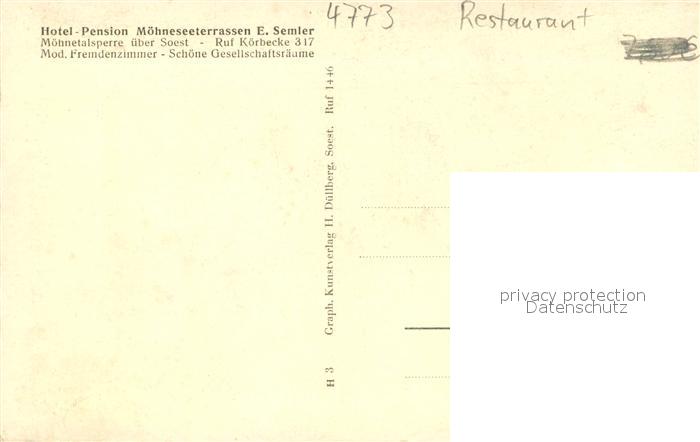 Hotel-Pension Möhneseeterrassen E. Semler
Möhnetalsperre über Soest - Ruf Körbecke 317
Mod. Fremdenzimmer - Schöne Gesellschaftsräume
4773 Restaurant
H 3 Graph. Kunstverlag H. Düllberg, Soest. Ruf 1446
privacy protection
Datenschutz